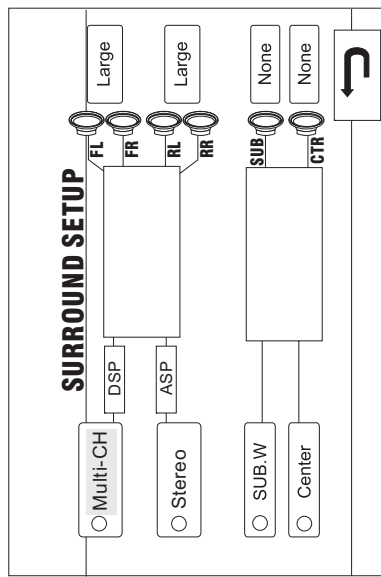 SURROUND SETUP
Multi-CH
DSP
FL
FR
Large
Stereo
ASP
RL
RR
Large
SUB.W
SUB
None
Center
CTR
None